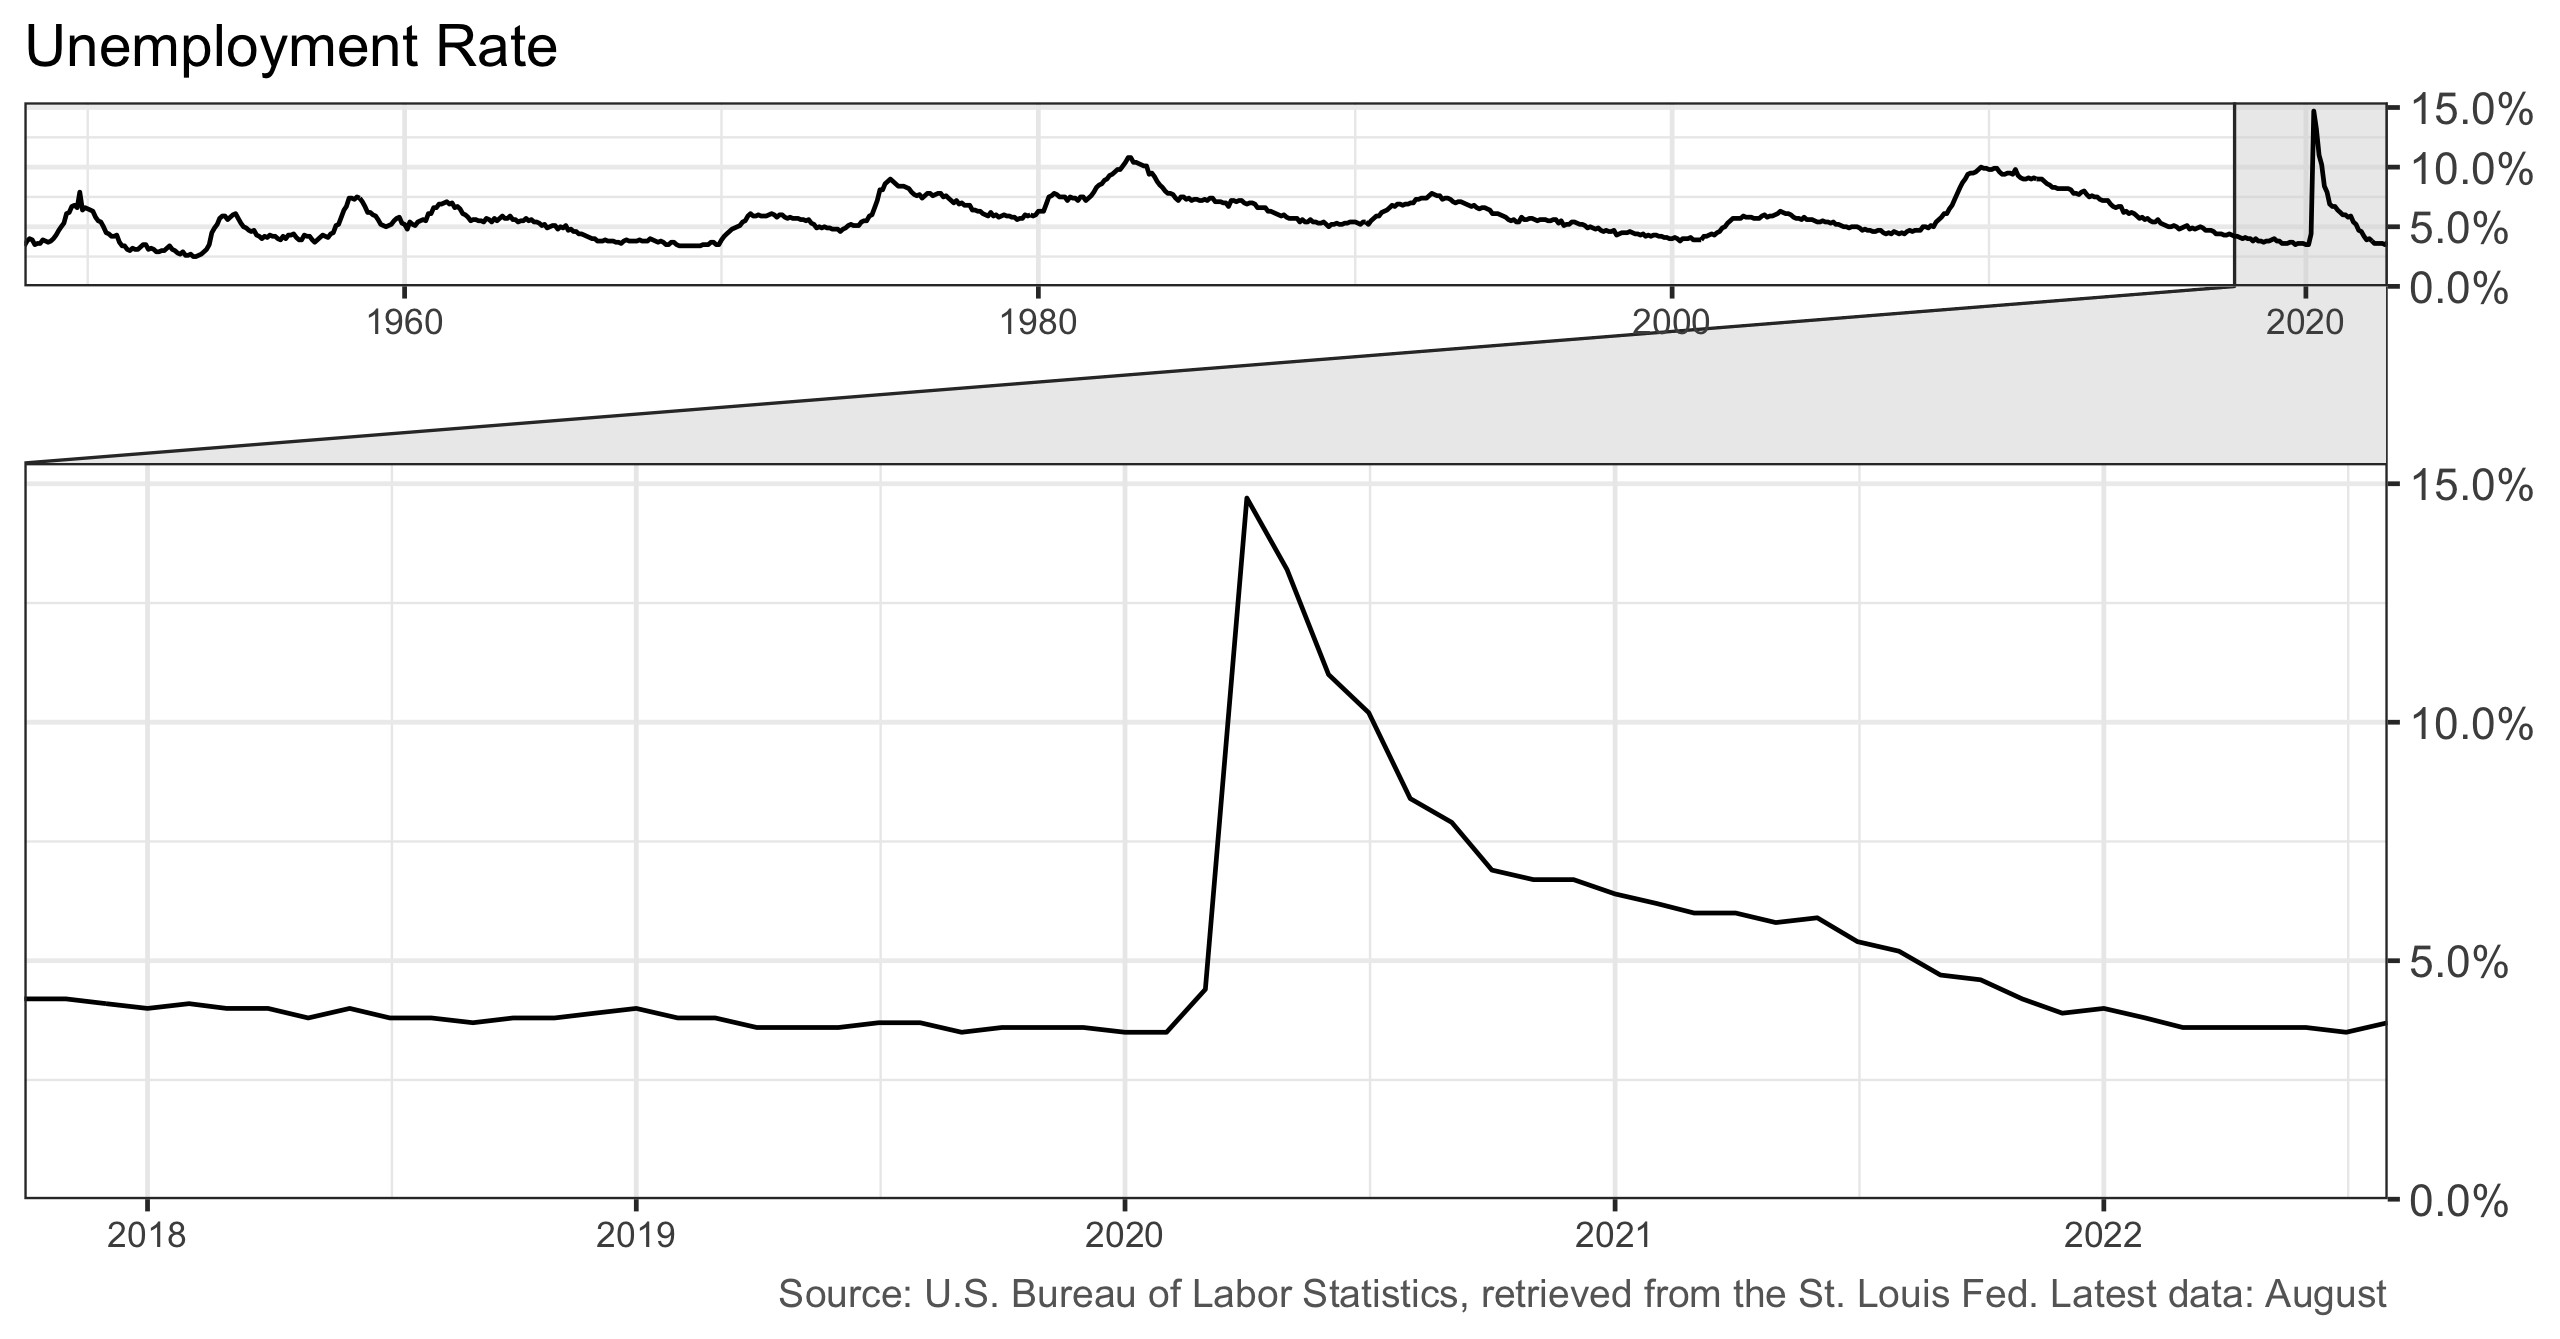 Unemployment Rate
15.0%
10.0%
5.0%
0.0%
1960 1980 2000 2020
15.0%
10.0%
5.0%
0.0%
2018 2019 2020 2021 2022
Source: U.S. Bureau of Labor Statistics, retrieved from the St. Louis Fed. Latest data: August